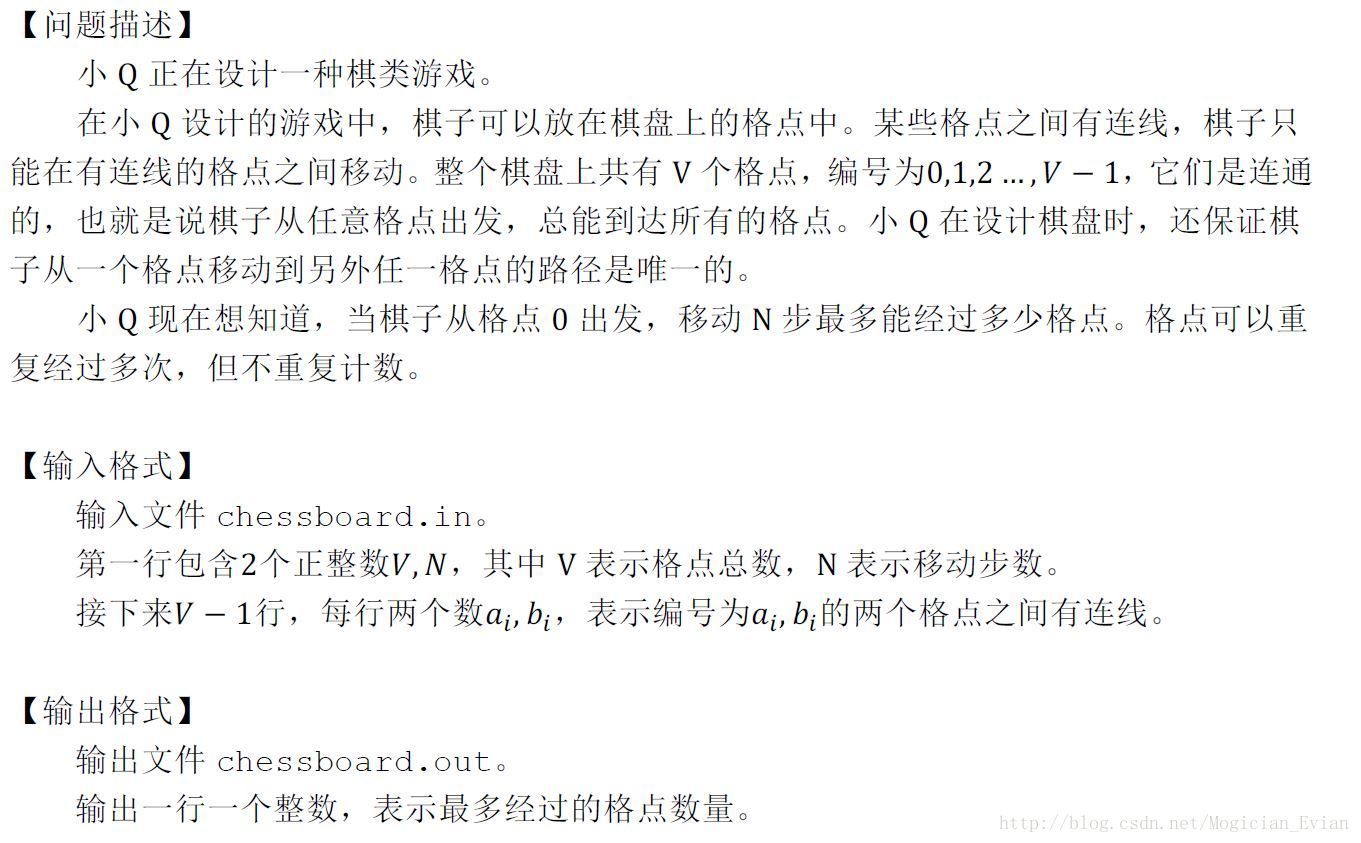 【问题描述】
小 Q 正在设计一种棋类游戏。
在小 Q 设计的游戏中，棋子可以放在棋盘上的格点中。某些格点之间有连线，棋子只
能在有连线的格点之间移动。整个棋盘上共有 V 个格点，编号为0,1,2 …, V − 1，它们是连通
的，也就是说棋子从任意格点出发，总能到达所有的格点。小 Q 在设计棋盘时，还保证棋
子从一个格点移动到另外任一格点的路径是唯一的。
小 Q 现在想知道，当棋子从格点 0 出发，移动 N 步最多能经过多少格点。格点可以重
复经过多次，但不重复计数。
【输入格式】
输入文件 chessboard.in。
第一行包含2个正整数V, N，其中 V 表示格点总数，N 表示移动步数。
接下来V − 1行，每行两个数aᵢ, bᵢ，表示编号为aᵢ, bᵢ的两个格点之间有连线。
【输出格式】
输出文件 chessboard.out。
输出一行一个整数，表示最多经过的格点数量。
http://blog.csdn.net/Mogician_Evian